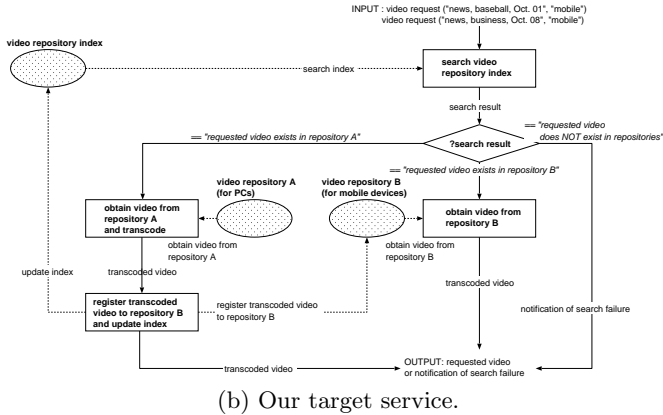 INPUT : video request ("news, baseball, Oct. 01", "mobile")
video request ("news, business, Oct. 08", "mobile")
video repository index
search video
repository index
search index
search result
== "requested video
does NOT exist in repositories"
== "requested video exists in repository A"
?search result
== "requested video exists in repository B"
video repository A
(for PCs)
video repository B
(for mobile devices)
obtain video from
repository A
and transcode
obtain video from
repository B
obtain video from
repository A
obtain video from
repository B
update index
transcoded video
transcoded video
register transcoded
video to repository B
and update index
register transcoded video
to repository B
notification of search failure
transcoded video
OUTPUT: requested video
or notification of search failure
(b) Our target service.